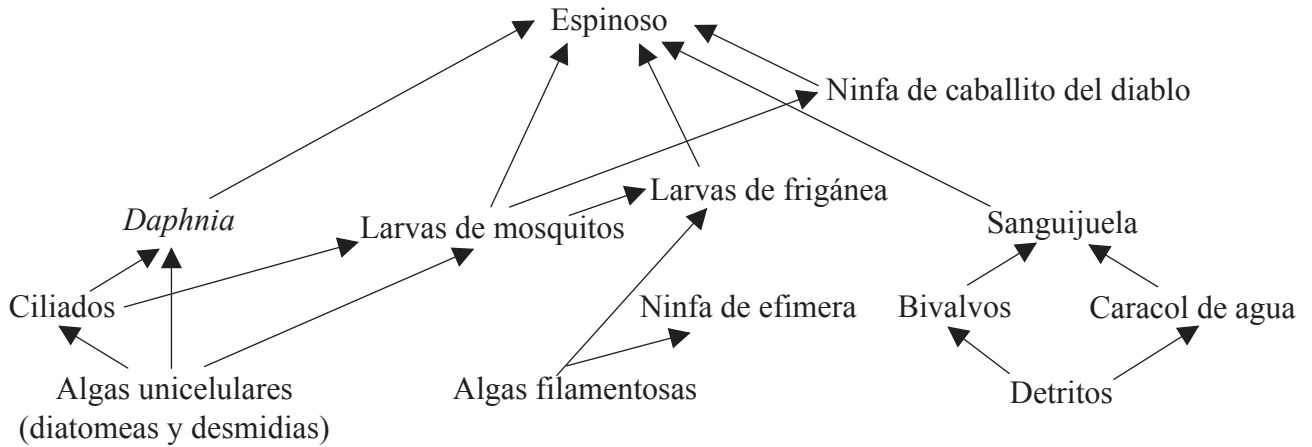 Espinoso
Ninfa de caballito del diablo
Larvas de frigánea
Daphnia
Larvas de mosquitos
Sanguijuela
Ciliados
Ninfa de efimera
Bivalvos
Caracol de agua
Algas unicelulares
(diatomeas y desmidias)
Algas filamentosas
Detritos